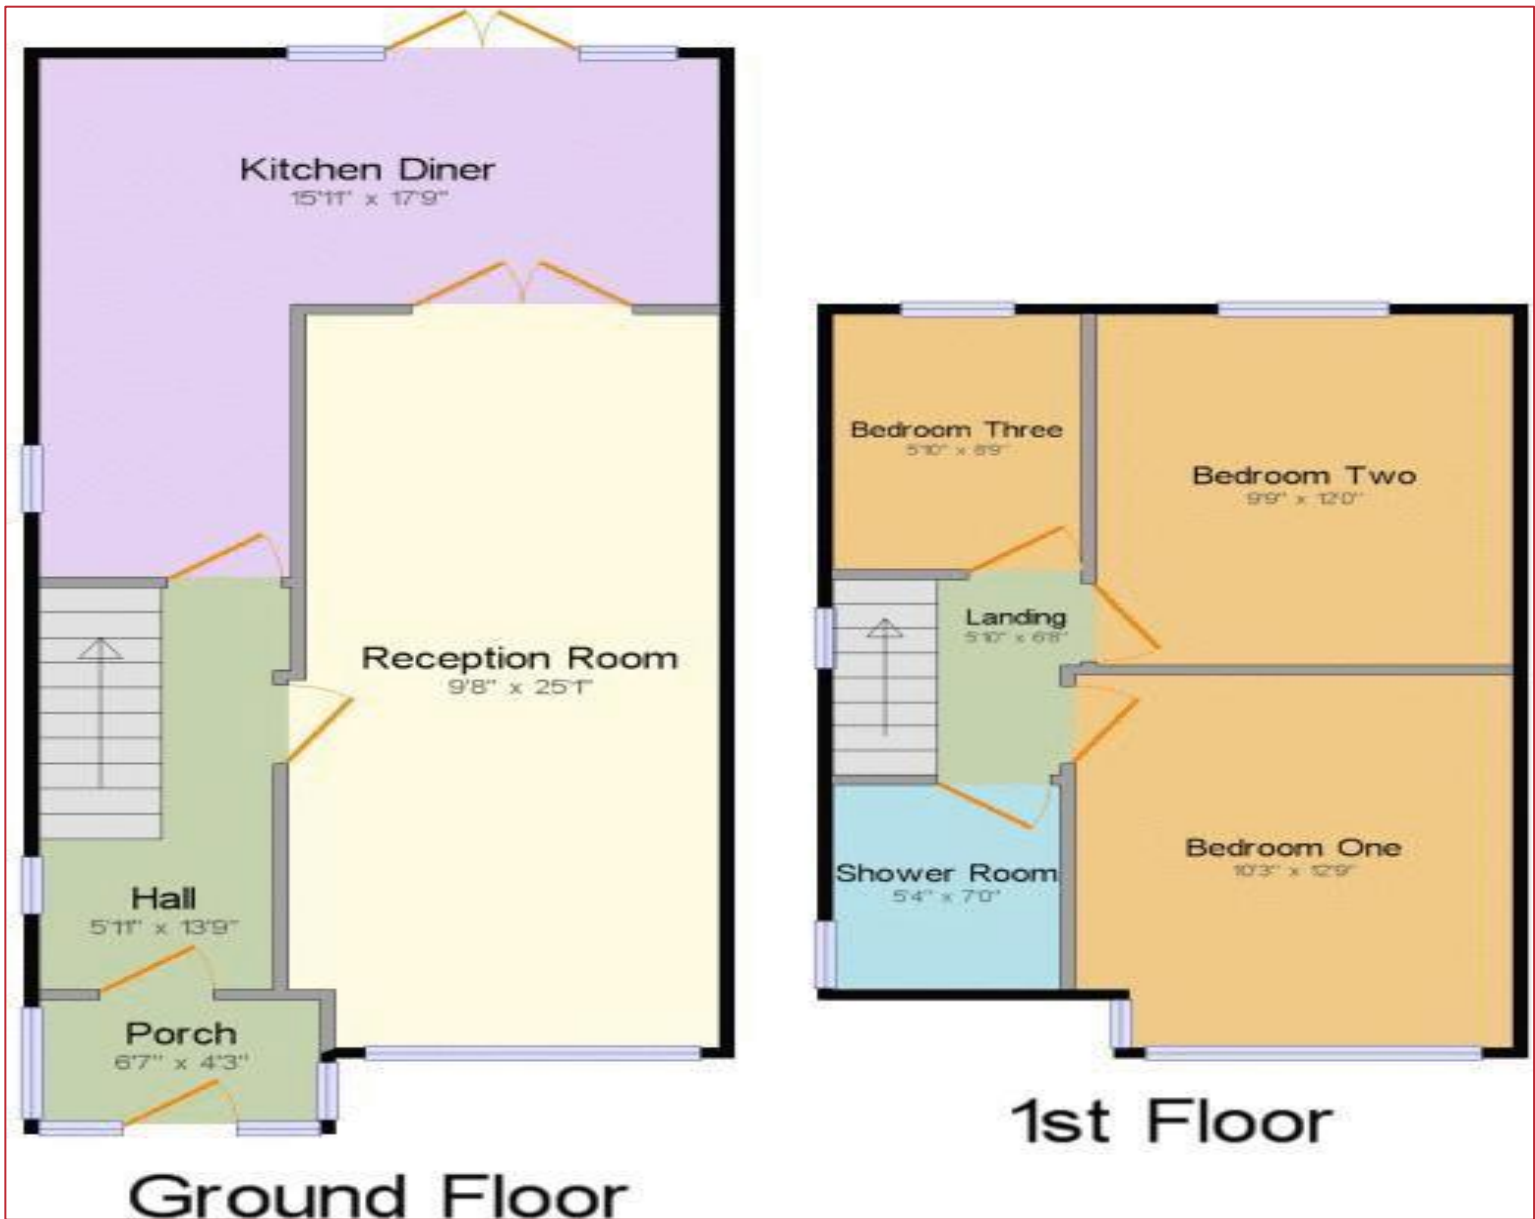 Kitchen Diner
15'11" x 17'9"
Reception Room
9'8" x 25'1"
Hall
5'11" x 13'9"
Porch
6'7" x 4'3"
Ground Floor
Bedroom Three
5'10" x 8'9"
Bedroom Two
9'9" x 12'0"
Landing
5'10" x 6'8"
Shower Room
5'4" x 7'0"
Bedroom One
10'3" x 12'9"
1st Floor